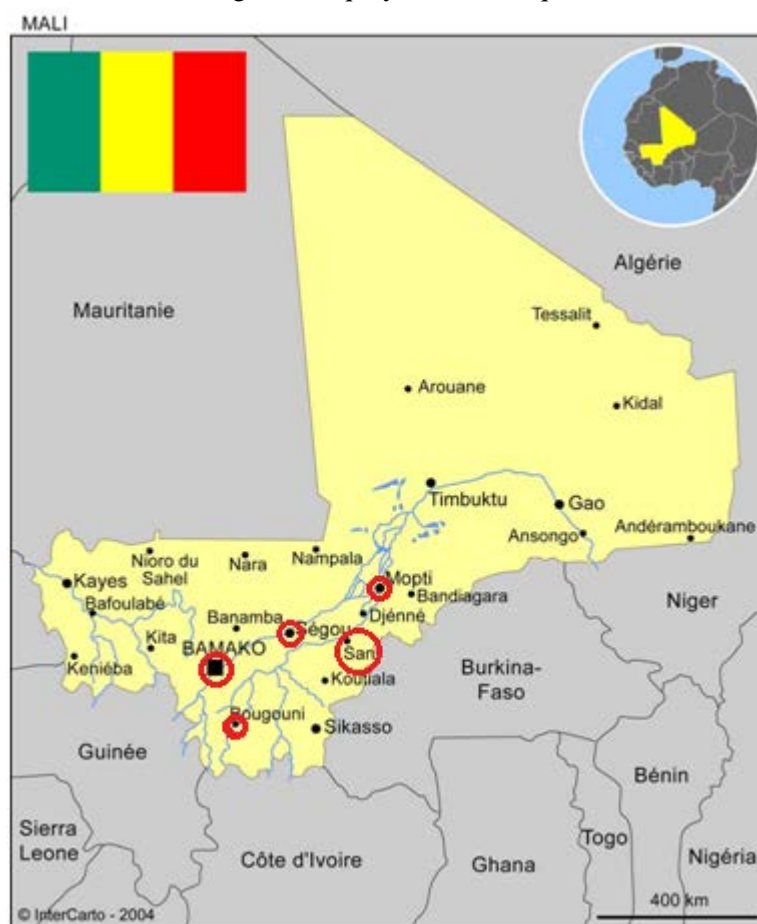 MALI
Algérie
Mauritanie
Tessalit
Arouane
Kidal
Timbuktu
Gao
Ansongo
Andéramboukane
Nioro du
Sahel
Nara
Nampala
Kayes
Mopti
Bandiagara
Niger
Bafoulabé
Banamba
Ségou
Djénné
Kita
BAMAKO
San
Keniéba
Koutiala
Burkina-
Faso
Bougouni
Sikasso
Guinée
Bénin
Sierra
Leone
Côte d'Ivoire
Ghana
Togo
Nigéria
400 km
© InterCarto - 2004